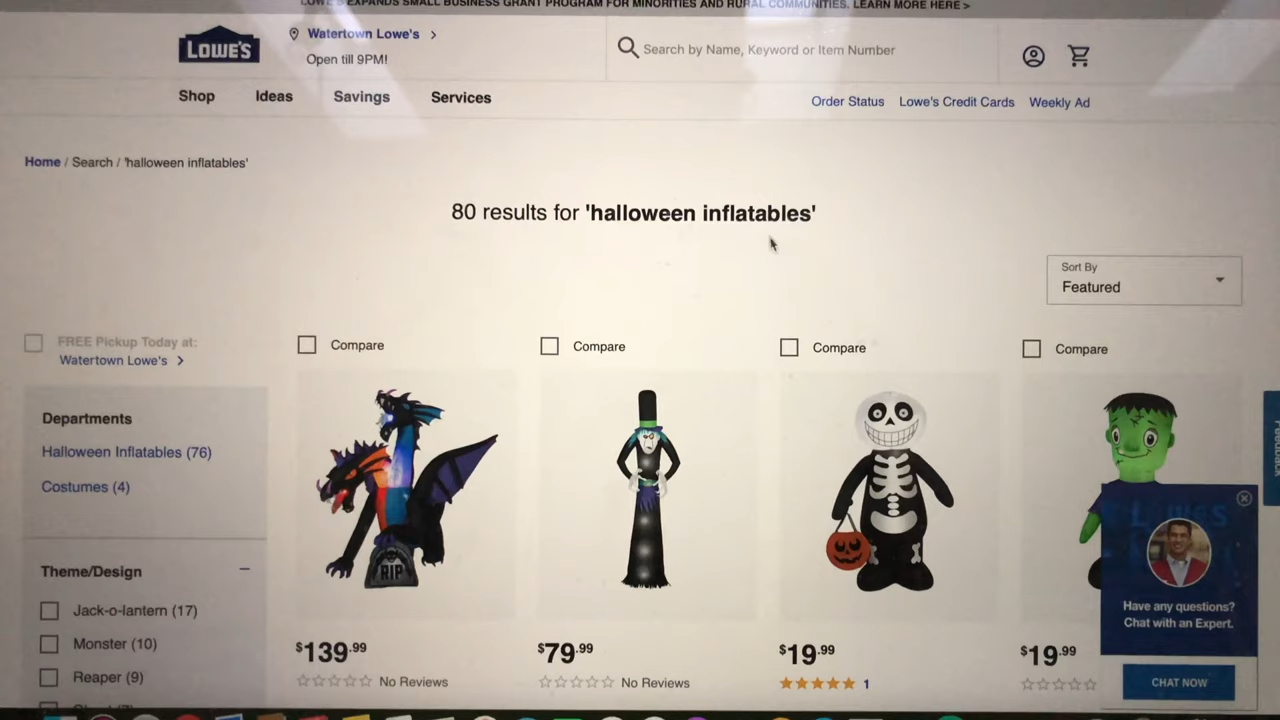 LOWE'S EXPANDS SMALL BUSINESS GRANT PROGRAM FOR MINORITIES AND RURAL COMMUNITIES. LEARN MORE HERE >
LOWE'S
Watertown Lowe's >
Open till 9PM!
Search by Name, Keyword or Item Number
Shop Ideas Savings Services
Order Status Lowe's Credit Cards Weekly Ad
Home / Search / 'halloween inflatables'
80 results for 'halloween inflatables'
Sort By
Featured
FREE Pickup Today at:
Watertown Lowe's >
Compare Compare Compare Compare
Departments
Halloween Inflatables (76)
Costumes (4)
Theme/Design
Jack-o-lantern (17)
Monster (10)
Reaper (9)
RIP
$139.99 $79.99 $19.99 $19.99
No Reviews No Reviews 1
Feedback
LOWE'S
Have any questions?
Chat with an Expert.
CHAT NOW